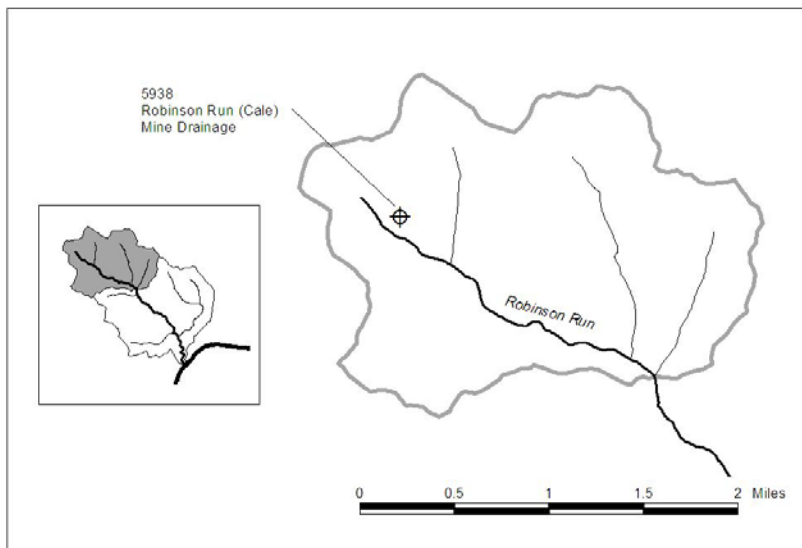 5938
Robinson Run (Cale)
Mine Drainage
Robinson Run
0 0.5 1 1.5 2 Miles